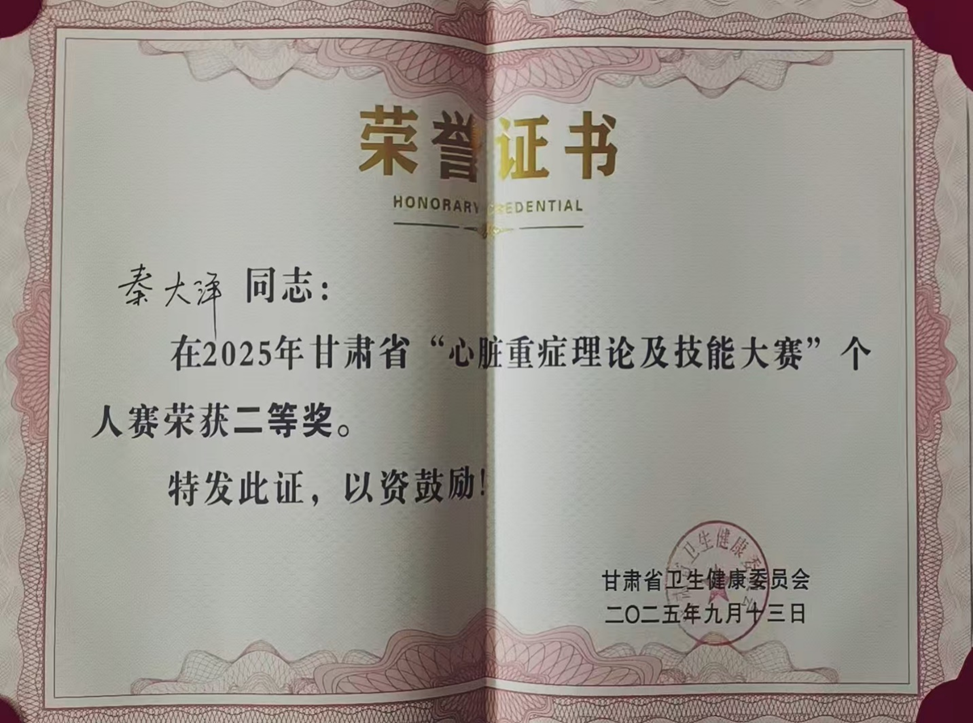 荣誉证书
HONORARY CREDENTIAL
秦大泽 同志：
在2025年甘肃省“心脏重症理论及技能大赛”个
人赛荣获二等奖。
特发此证，以资鼓励！
甘肃省卫生健康委员会
二〇二五年九月十三日